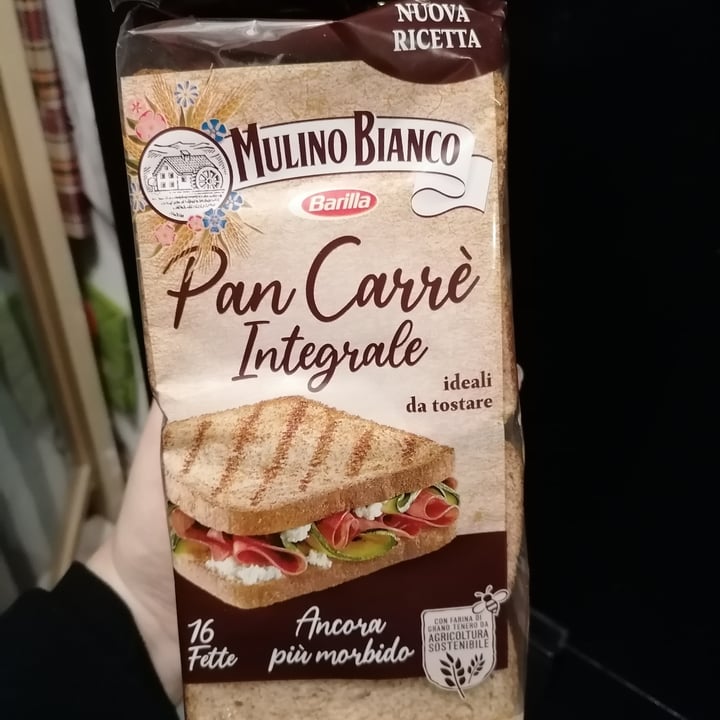 NUOVA
RICETTA
MULINO BIANCO
Barilla
Pan Carrè
Integrale
ideali
da tostare
16
Fette
Ancora
più morbido
CON FARINA DI
GRANO TENERO DA
AGRICOLTURA
SOSTENIBILE